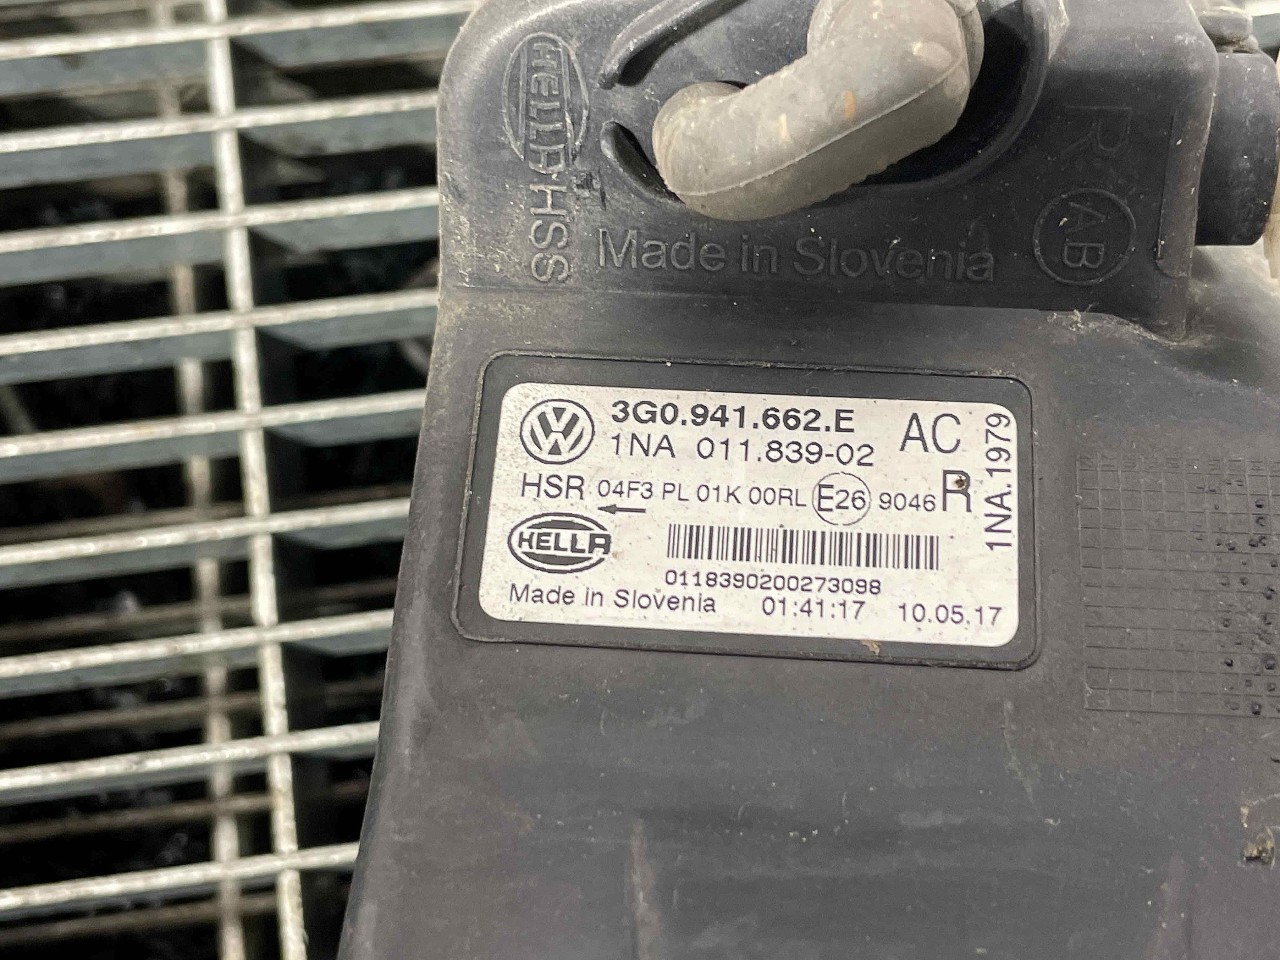 HELLA
HSS
Made in Slovenia
R
AB
3G0.941.662.E
AC
1NA 011.839-02
1NA.1979
HSR 04F3 PL 01K 00RL E26 9046 R
HELLA
0118390200273098
Made in Slovenia 01:41:17 10.05.17